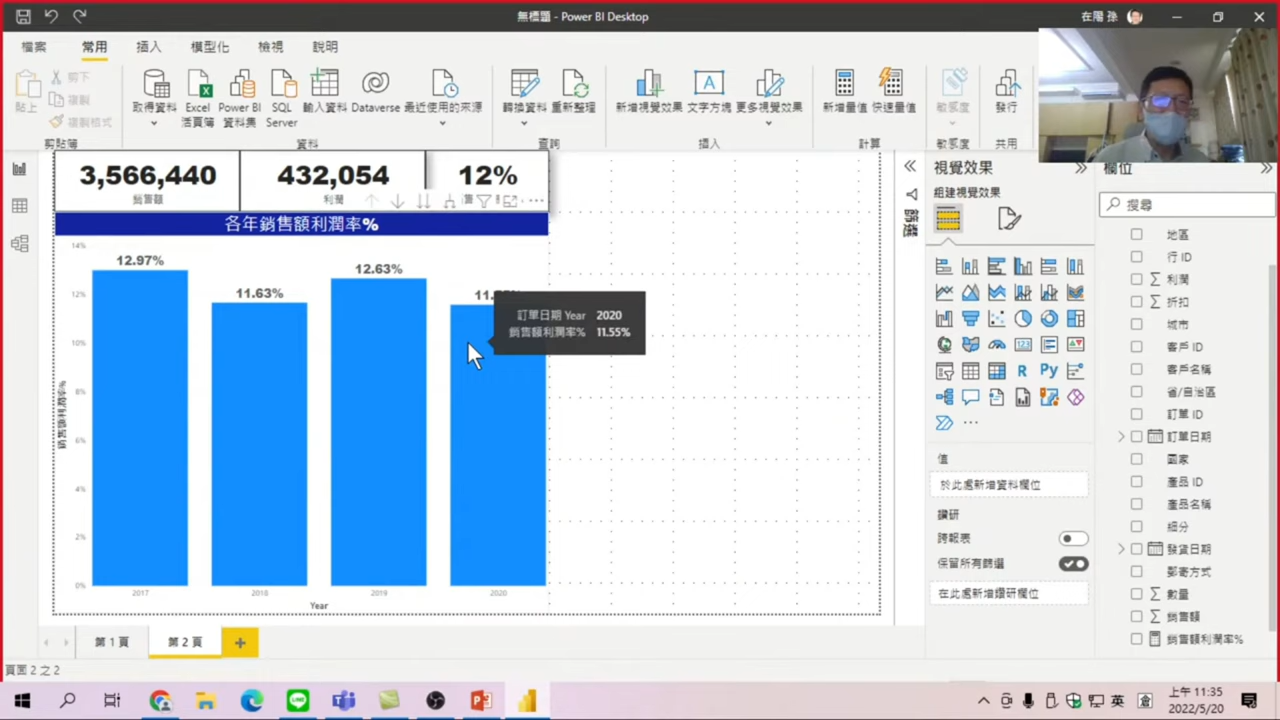 無標題 - Power BI Desktop
在陽 孫
檔案 常用 插入 模型化 檢視 說明
貼上
剪下
複製
複製格式
取得資料
Excel 活頁簿
Power BI 資料集
SQL Server
輸入資料
Dataverse
最近使用的來源
轉換資料
重新整理
新增視覺效果
文字方塊
更多視覺效果
新增量值
快速量值
敏感度
發行
剪貼簿 資料 查詢 插入 計算 敏感度 共用
3,566,440
銷售額
432,054
利潤
12%
各年銷售額利潤率%
14%
12%
10%
8%
6%
4%
2%
0%
銷售額利潤率%
12.97%
11.63%
12.63%
訂單日期 Year 2020
銷售額利潤率% 11.55%
2017 2018 2019 2020
Year
篩選
視覺效果
組建視覺效果
R
Py
值
於此處新增資料欄位
鑽研
跨報表
保留所有篩選
在此處新增鑽研欄位
欄位
搜尋
地區
行 ID
利潤
折扣
城市
客戶 ID
客戶名稱
省/自治區
訂單 ID
訂單日期
國家
產品 ID
產品名稱
細分
發貨日期
郵寄方式
數量
銷售額
銷售額利潤率%
第 1 頁 第 2 頁
頁面 2 之 2
英
上午 11:35
2022/5/20